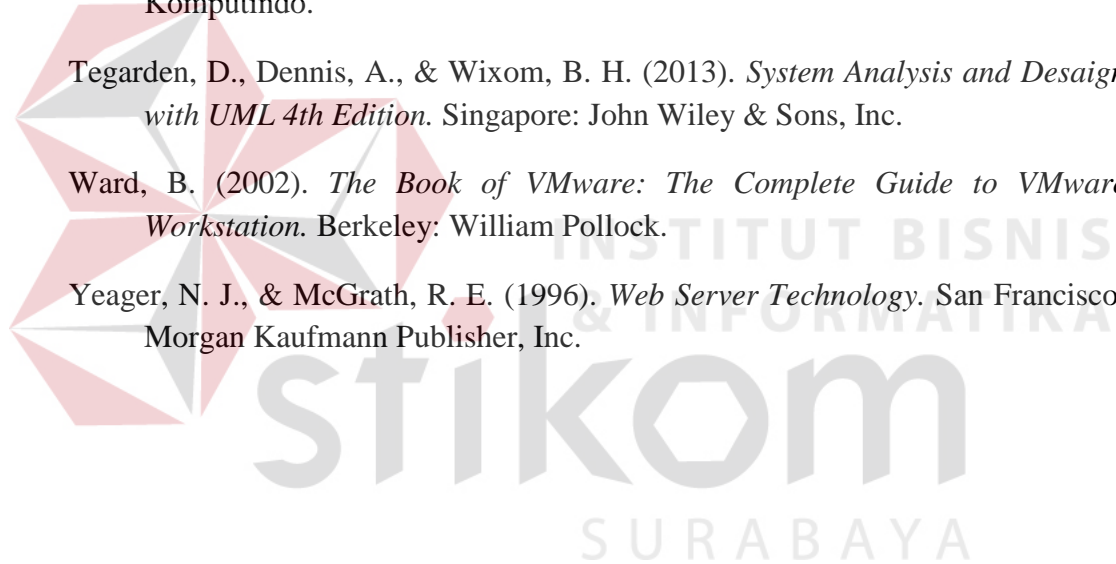 Komputindo.
Tegarden, D., Dennis, A., & Wixom, B. H. (2013). System Analysis and Desaign
with UML 4th Edition. Singapore: John Wiley & Sons, Inc.
Ward, B. (2002). The Book of VMware: The Complete Guide to VMware
Workstation. Berkeley: William Pollock.
INSTITUT BISNIS
Yeager, N. J., & McGrath, R. E. (1996). Web Server Technology. San Francisco:
& INFORMATIKA
Morgan Kaufmann Publisher, Inc.
stikom
SURABAYA